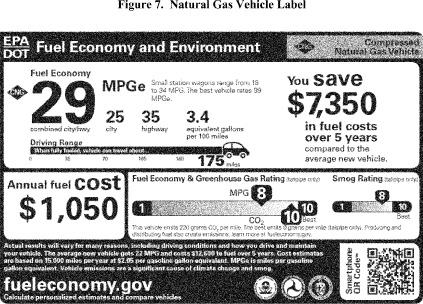 Figure 7. Natural Gas Vehicle Label
EPA
DOT
Fuel Economy and Environment
CNG
Compressed
Natural Gas Vehicle
Fuel Economy
CNG
29
MPGe
Small station wagons range from 18
to 34 MPG. The best vehicle rates 99
MPGe.
combined city/hwy
25
city
35
highway
3.4
equivalent gallons
per 100 miles
Driving Range
When fully fueled, vehicle can travel about...
0
175 miles
You save
$7,350
in fuel costs
over 5 years
compared to the
average new vehicle.
Annual fuel cost
$1,050
Fuel Economy & Greenhouse Gas Rating (tailpipe only)
MPG 8
1
10
10
CO2
Best
Smog Rating (tailpipe only)
8
1
10
Best
This vehicle emits 220 grams CO2 per mile. The best emits 0 grams per mile (tailpipe only). Producing and
distributing fuel also create emissions; learn more at fueleconomy.gov.
Actual results will vary for many reasons, including driving conditions and how you drive and maintain
your vehicle. The average new vehicle gets 22 MPG and costs $12,600 to fuel over 5 years. Cost estimates
are based on 15,000 miles per year at $2.05 per gasoline gallon equivalent. MPGe is miles per gasoline
gallon equivalent. Vehicle emissions are a significant cause of climate change and smog.
fueleconomy.gov
Calculate personalized estimates and compare vehicles
Smartphone
QR Code™